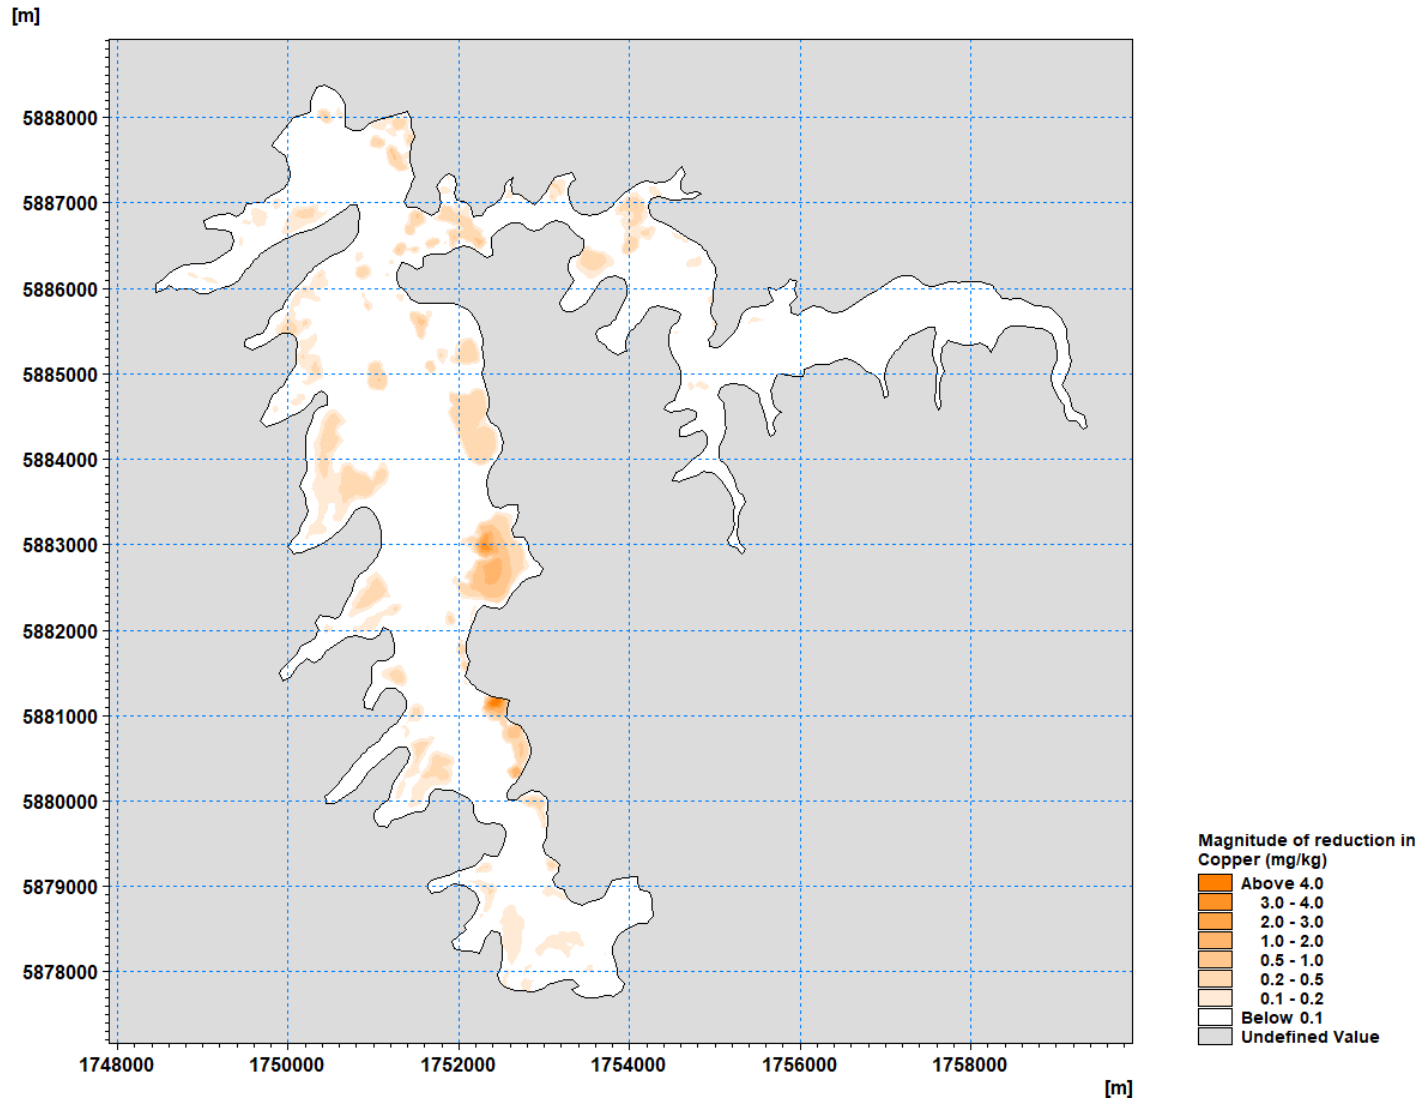 [m]
5888000
5887000
5886000
5885000
5884000
5883000
5882000
5881000
5880000
5879000
5878000
1748000 1750000 1752000 1754000 1756000 1758000
[m]
Magnitude of reduction in
Copper (mg/kg)
Above 4.0
3.0 - 4.0
2.0 - 3.0
1.0 - 2.0
0.5 - 1.0
0.2 - 0.5
0.1 - 0.2
Below 0.1
Undefined Value